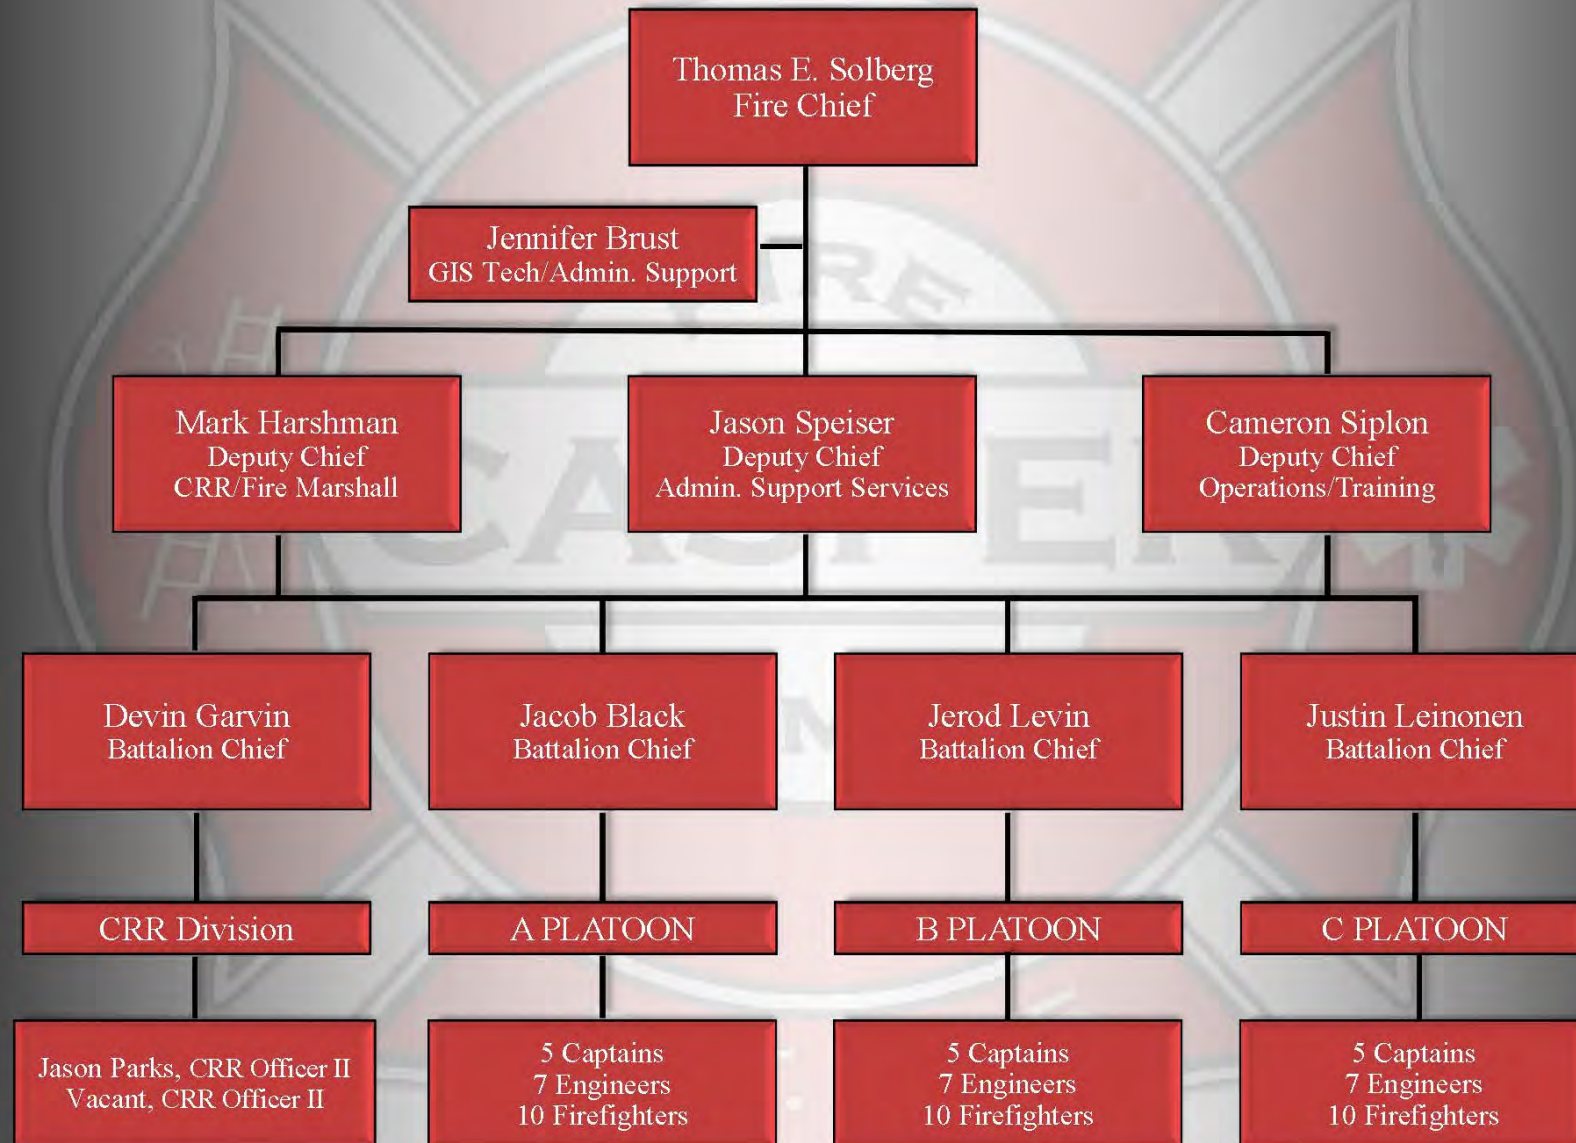 Thomas E. Solberg
Fire Chief
Jennifer Brust
GIS Tech/Admin. Support
Mark Harshman
Deputy Chief
CRR/Fire Marshall
Jason Speiser
Deputy Chief
Admin. Support Services
Cameron Siplon
Deputy Chief
Operations/Training
Devin Garvin
Battalion Chief
Jacob Black
Battalion Chief
Jerod Levin
Battalion Chief
Justin Leinonen
Battalion Chief
CRR Division
A PLATOON
B PLATOON
C PLATOON
Jason Parks, CRR Officer II
Vacant, CRR Officer II
5 Captains
7 Engineers
10 Firefighters
5 Captains
7 Engineers
10 Firefighters
5 Captains
7 Engineers
10 Firefighters
FIRE
CASPER